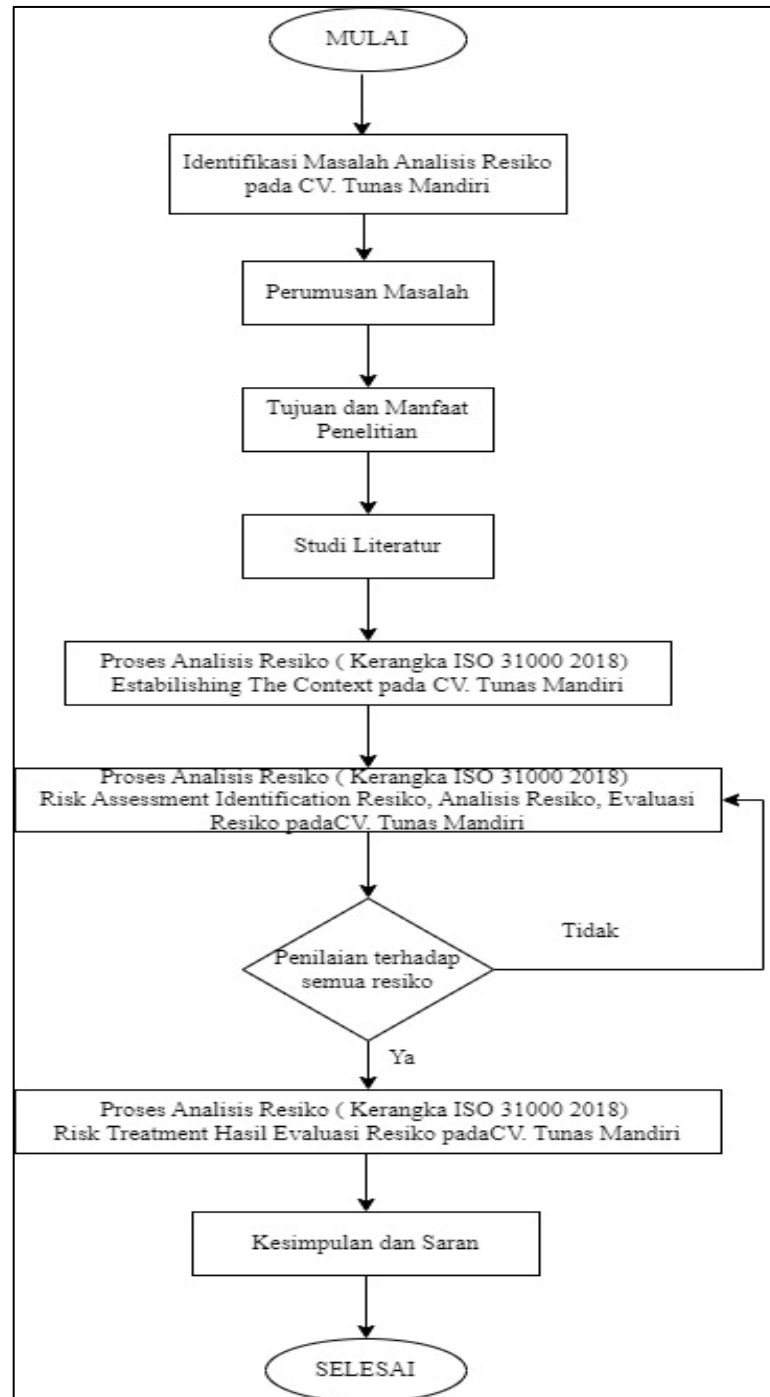 MULAI
Identifikasi Masalah Analisis Resiko
pada CV. Tunas Mandiri
Perumusan Masalah
Tujuan dan Manfaat
Penelitian
Studi Literatur
Proses Analisis Resiko ( Kerangka ISO 31000 2018)
Estabilishing The Context pada CV. Tunas Mandiri
Proses Analisis Resiko ( Kerangka ISO 31000 2018)
Risk Assessment Identification Resiko, Analisis Resiko, Evaluasi
Resiko padaCV. Tunas Mandiri
Penilaian terhadap
semua resiko
Tidak
Ya
Proses Analisis Resiko ( Kerangka ISO 31000 2018)
Risk Treatment Hasil Evaluasi Resiko padaCV. Tunas Mandiri
Kesimpulan dan Saran
SELESAI